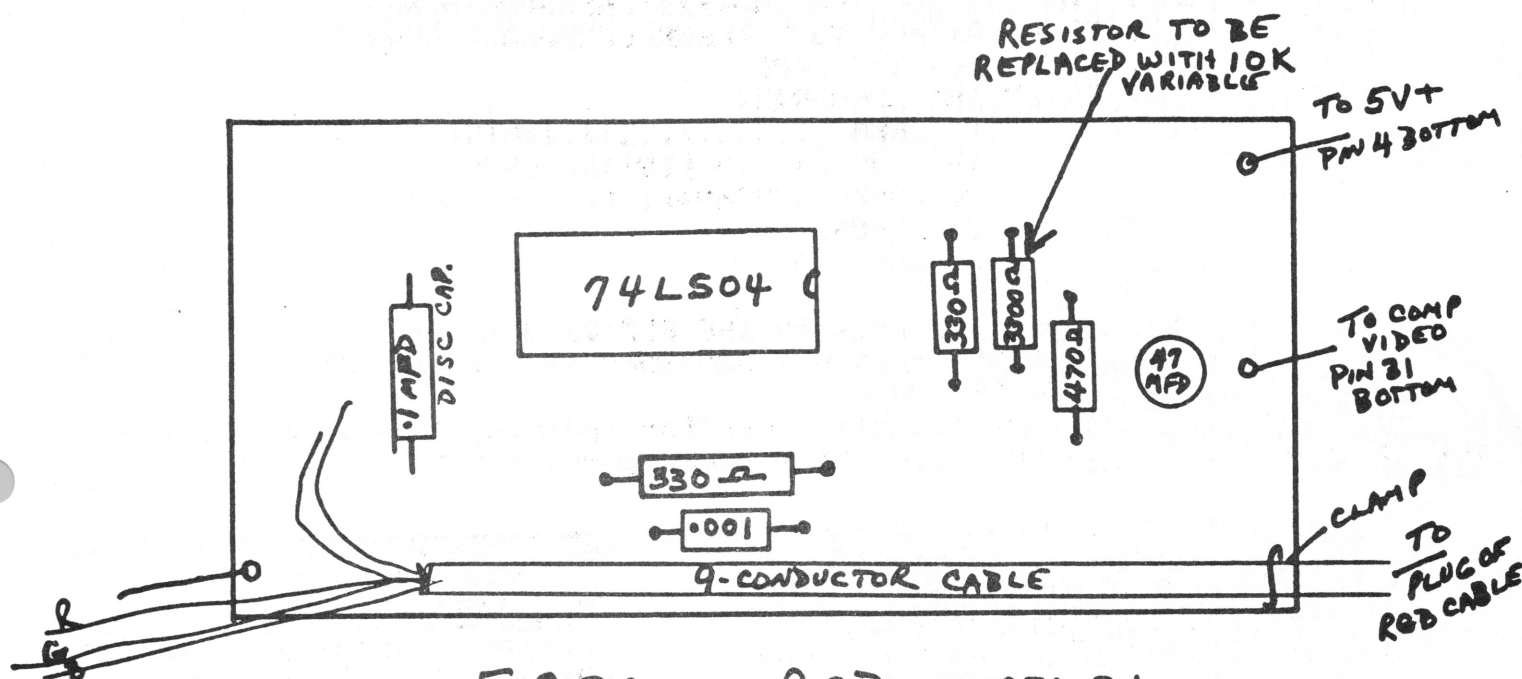 RESISTOR TO BE
REPLACED WITH 10K
VARIABLE
TO 5V+
PIN 4 BOTTOM
74LS04
.1 MFD
DISC CAP.
330Ω
3300Ω
470Ω
47
MFD
TO COMP
VIDEO
PIN 31
BOTTOM
330 Ω
.001
CLAMP
9-CONDUCTOR CABLE
TO
PLUG OF
RGB CABLE
R
G
B